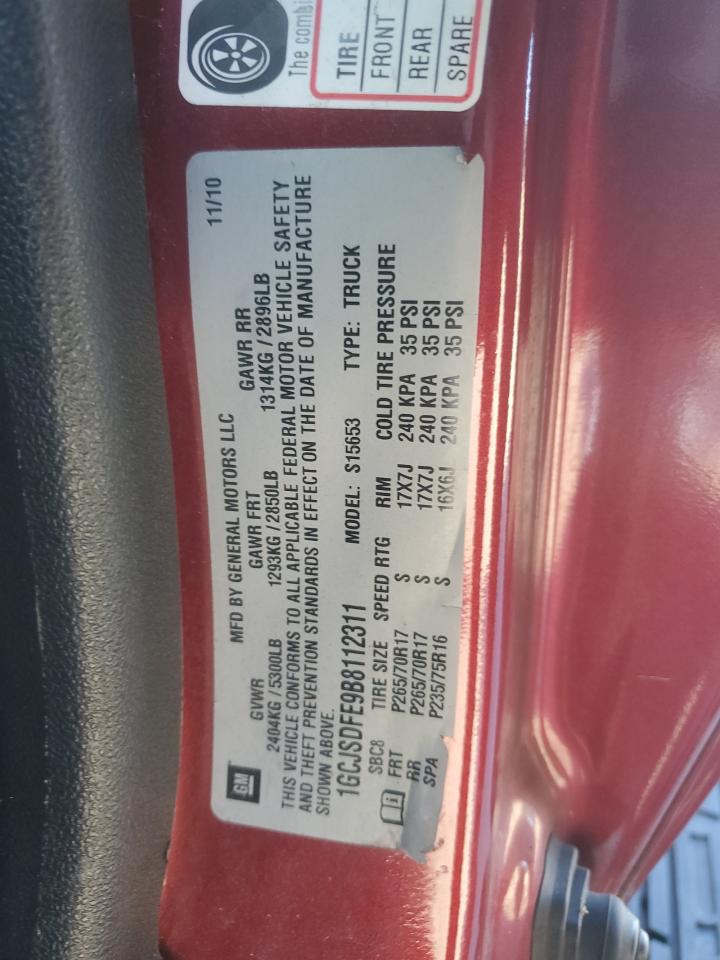 The combi
TIRE
FRONT
REAR
SPARE
MFD BY GENERAL MOTORS LLC 11/10
GVWR GAWR FRT GAWR RR
2404KG / 5300LB 1293KG / 2850LB 1314KG / 2896LB
THIS VEHICLE CONFORMS TO ALL APPLICABLE FEDERAL MOTOR VEHICLE SAFETY
AND THEFT PREVENTION STANDARDS IN EFFECT ON THE DATE OF MANUFACTURE
SHOWN ABOVE.
1GCJSDFE9B8112311 MODEL: S15653 TYPE: TRUCK
SBC8 TIRE SIZE SPEED RTG RIM COLD TIRE PRESSURE
FRT P265/70R17 S 17X7J 240 KPA 35 PSI
RR P265/70R17 S 17X7J 240 KPA 35 PSI
SPA P235/75R16 S 16X6J 240 KPA 35 PSI
GM